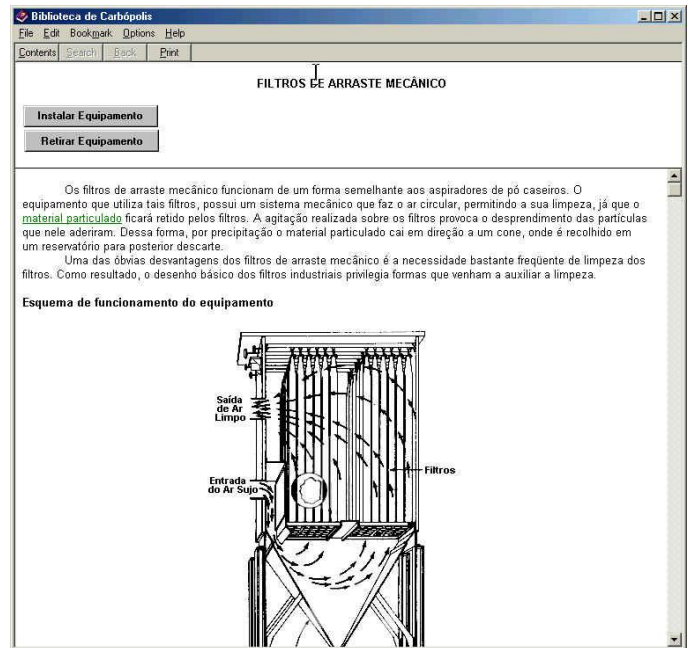 Biblioteca de Carbópolis
File Edit Bookmark Options Help
Contents Search Back Print
FILTROS DE ARRASTE MECÂNICO
Instalar Equipamento
Retirar Equipamento
Os filtros de arraste mecânico funcionam de um forma semelhante aos aspiradores de pó caseiros. O
equipamento que utiliza tais filtros, possui um sistema mecânico que faz o ar circular, permitindo a sua limpeza, já que o
material particulado ficará retido pelos filtros. A agitação realizada sobre os filtros provoca o desprendimento das partículas
que nele aderiram. Dessa forma, por precipitação o material particulado cai em direção a um cone, onde é recolhido em
um reservatório para posterior descarte.
Uma das óbvias desvantagens dos filtros de arraste mecânico é a necessidade bastante freqüente de limpeza dos
filtros. Como resultado, o desenho básico dos filtros industriais privilegia formas que venham a auxiliar a limpeza.
Esquema de funcionamento do equipamento
Saída
de Ar
Limpo
Filtros
Entrada
do Ar Sujo